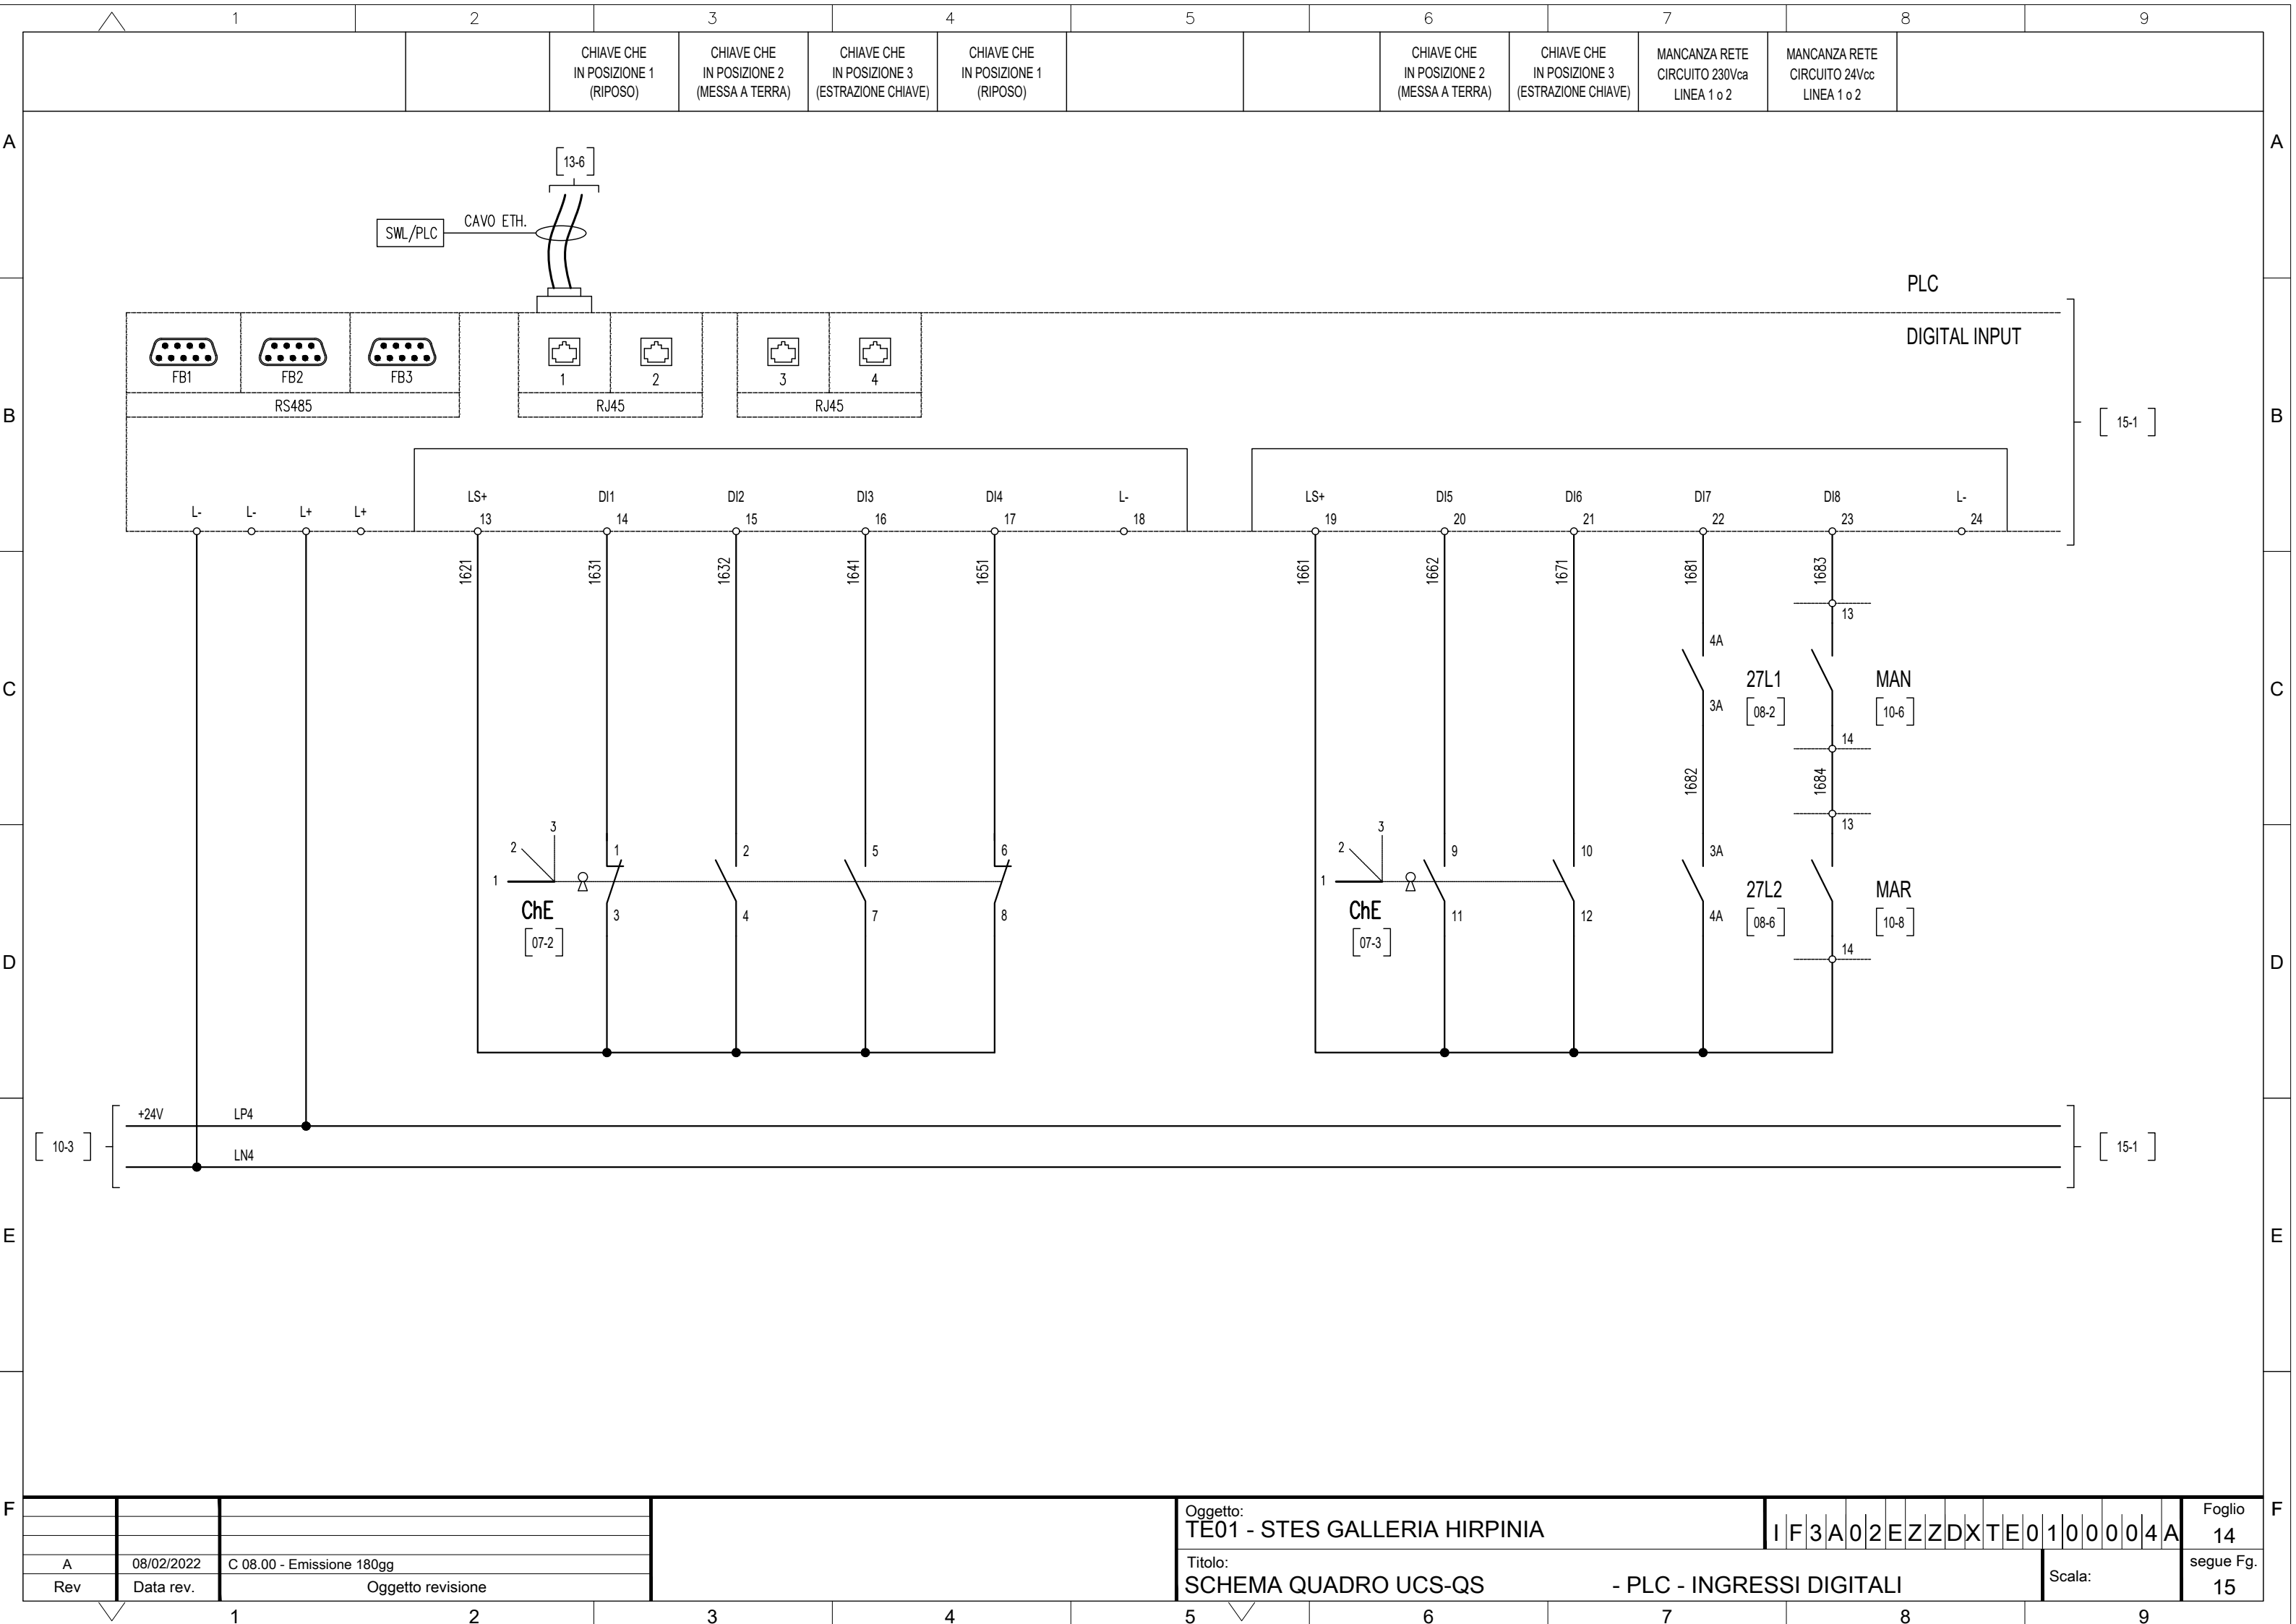 1 2 3 4 5 6 7 8 9
CHIAVE CHE
IN POSIZIONE 1
(RIPOSO)
CHIAVE CHE
IN POSIZIONE 2
(MESSA A TERRA)
CHIAVE CHE
IN POSIZIONE 3
(ESTRAZIONE CHIAVE)
CHIAVE CHE
IN POSIZIONE 1
(RIPOSO)
CHIAVE CHE
IN POSIZIONE 2
(MESSA A TERRA)
CHIAVE CHE
IN POSIZIONE 3
(ESTRAZIONE CHIAVE)
MANCANZA RETE
CIRCUITO 230Vca
LINEA 1 o 2
MANCANZA RETE
CIRCUITO 24Vcc
LINEA 1 o 2
A A
13-6
SWL/PLC CAVO ETH.
PLC
DIGITAL INPUT
FB1 FB2 FB3 1 2 3 4
RS485 RJ45 RJ45
B B
15-1
LS+ DI1 DI2 DI3 DI4 L- LS+ DI5 DI6 DI7 DI8 L-
L- L- L+ L+
13 14 15 16 17 18 19 20 21 22 23 24
1621 1631 1632 1641 1651 1661 1662 1671 1681 1683
13
4A
C C
27L1 MAN
3A 08-2 10-6
14
1682 1684
13
3 3
2 1 2 5 6 2 9 10 3A
1 1
27L2 MAR
ChE 3 4 7 8 ChE 11 12 4A 08-6 10-8
07-2 07-3
14
D D
+24V LP4
10-3 15-1
LN4
E E
F F
Oggetto:
TE01 - STES GALLERIA HIRPINIA
IF3A02EZZDXTE0100004A
Foglio
14
A 08/02/2022 C 08.00 - Emissione 180gg
Rev Data rev. Oggetto revisione
Titolo:
SCHEMA QUADRO UCS-QS - PLC - INGRESSI DIGITALI
Scala:
segue Fg.
15
1 2 3 4 5 6 7 8 9